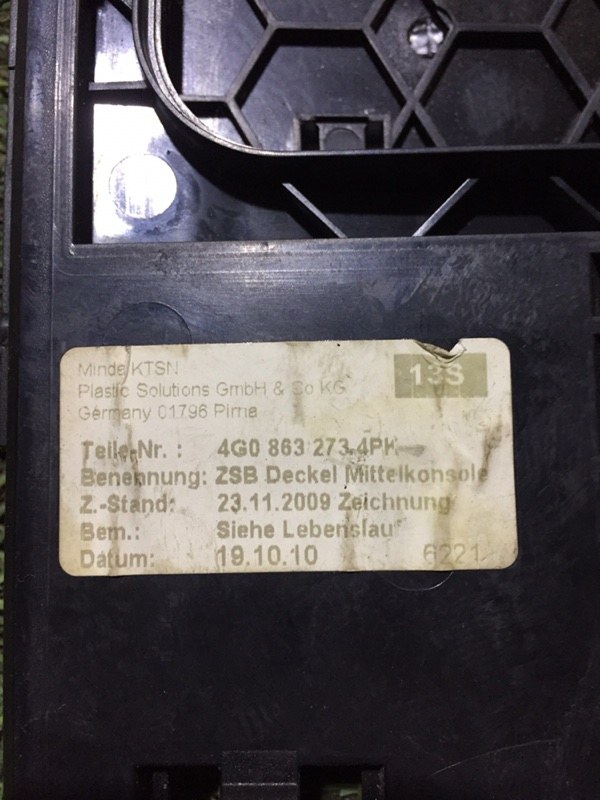 Minda KTSN
Plastic Solutions GmbH & Co KG
Germany 01796 Pirna
13S
Teile-Nr. : 4G0 863 273 4PK
Benennung: ZSB Deckel Mittelkonsole
Z.-Stand: 23.11.2009 Zeichnung
Bem.: Siehe Lebenslauf
Datum: 19.10.10 6221